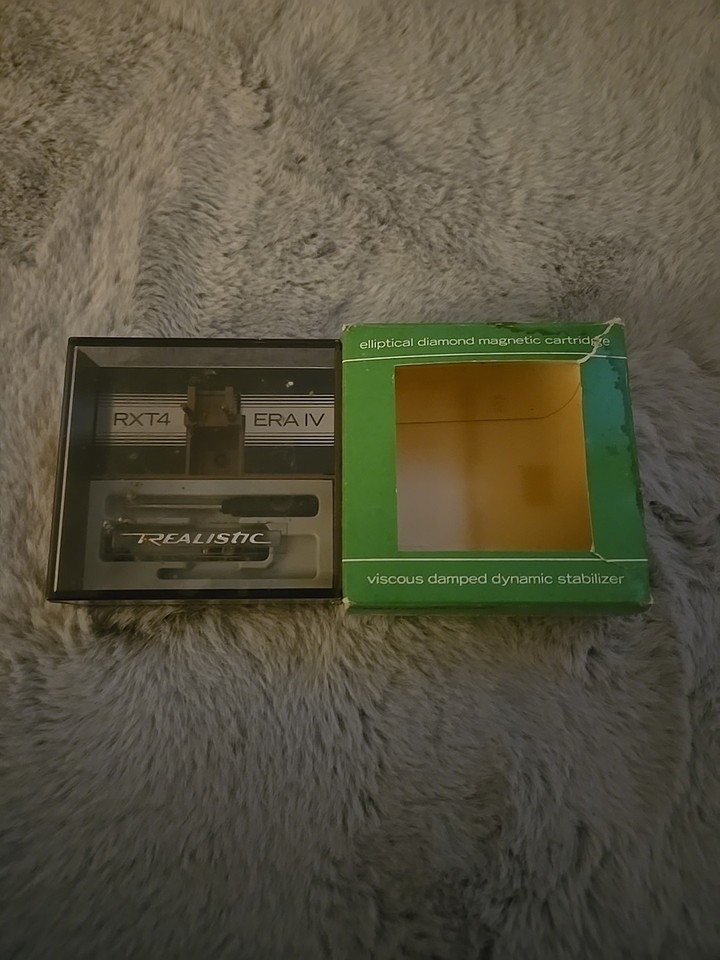 RXT4 ERA IV
REALISTIC
elliptical diamond magnetic cartridge
viscous damped dynamic stabilizer